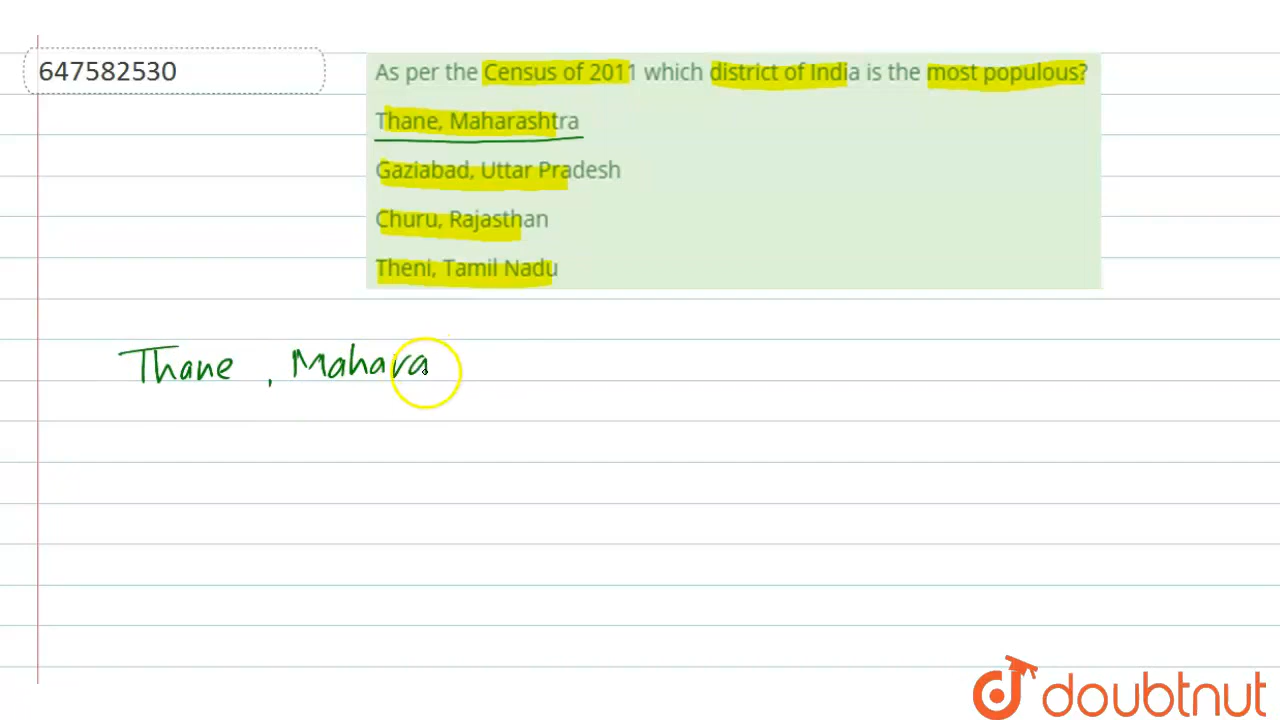 647582530
As per the Census of 2011 which district of India is the most populous?
Thane, Maharashtra
Gaziabad, Uttar Pradesh
Churu, Rajasthan
Theni, Tamil Nadu
Thane, Mahara
doubtnut